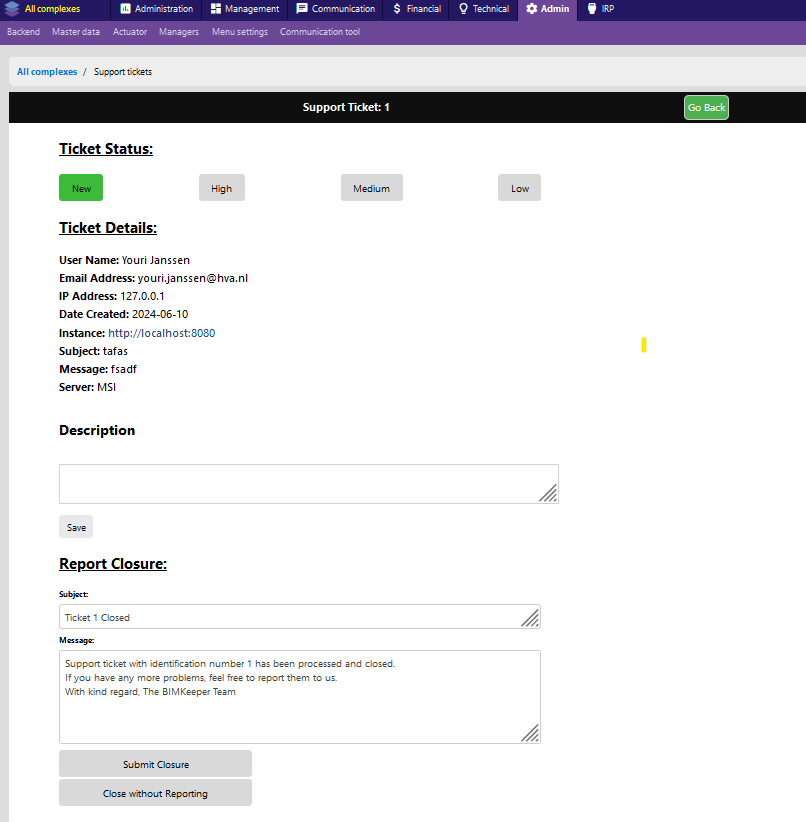 All complexes Administration Management Communication $ Financial Technical Admin IRP
Backend Master data Actuator Managers Menu settings Communication tool
All complexes / Support tickets
Support Ticket: 1 Go Back
Ticket Status:
New High Medium Low
Ticket Details:
User Name: Youri Janssen
Email Address: youri.janssen@hva.nl
IP Address: 127.0.0.1
Date Created: 2024-06-10
Instance: http://localhost:8080
Subject: tafas
Message: fsadf
Server: MSI
Description
Save
Report Closure:
Subject:
Ticket 1 Closed
Message:
Support ticket with identification number 1 has been processed and closed.
If you have any more problems, feel free to report them to us.
With kind regard, The BIMKeeper Team
Submit Closure
Close without Reporting